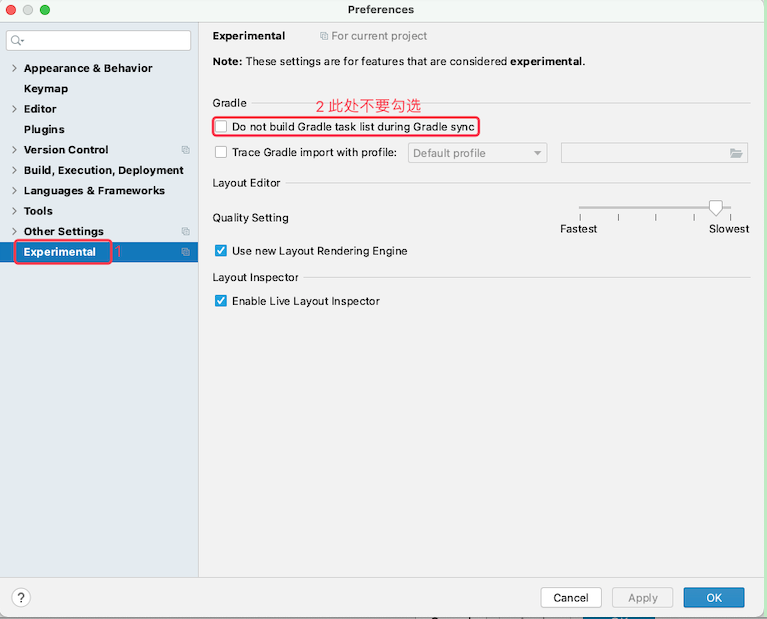 Preferences
Appearance & Behavior
Keymap
Editor
Plugins
Version Control
Build, Execution, Deployment
Languages & Frameworks
Tools
Other Settings
Experimental 1
Experimental For current project
Note: These settings are for features that are considered experimental.
Gradle
2 此处不要勾选
Do not build Gradle task list during Gradle sync
Trace Gradle import with profile: Default profile
Layout Editor
Quality Setting
Fastest Slowest
Use new Layout Rendering Engine
Layout Inspector
Enable Live Layout Inspector
? Cancel Apply OK